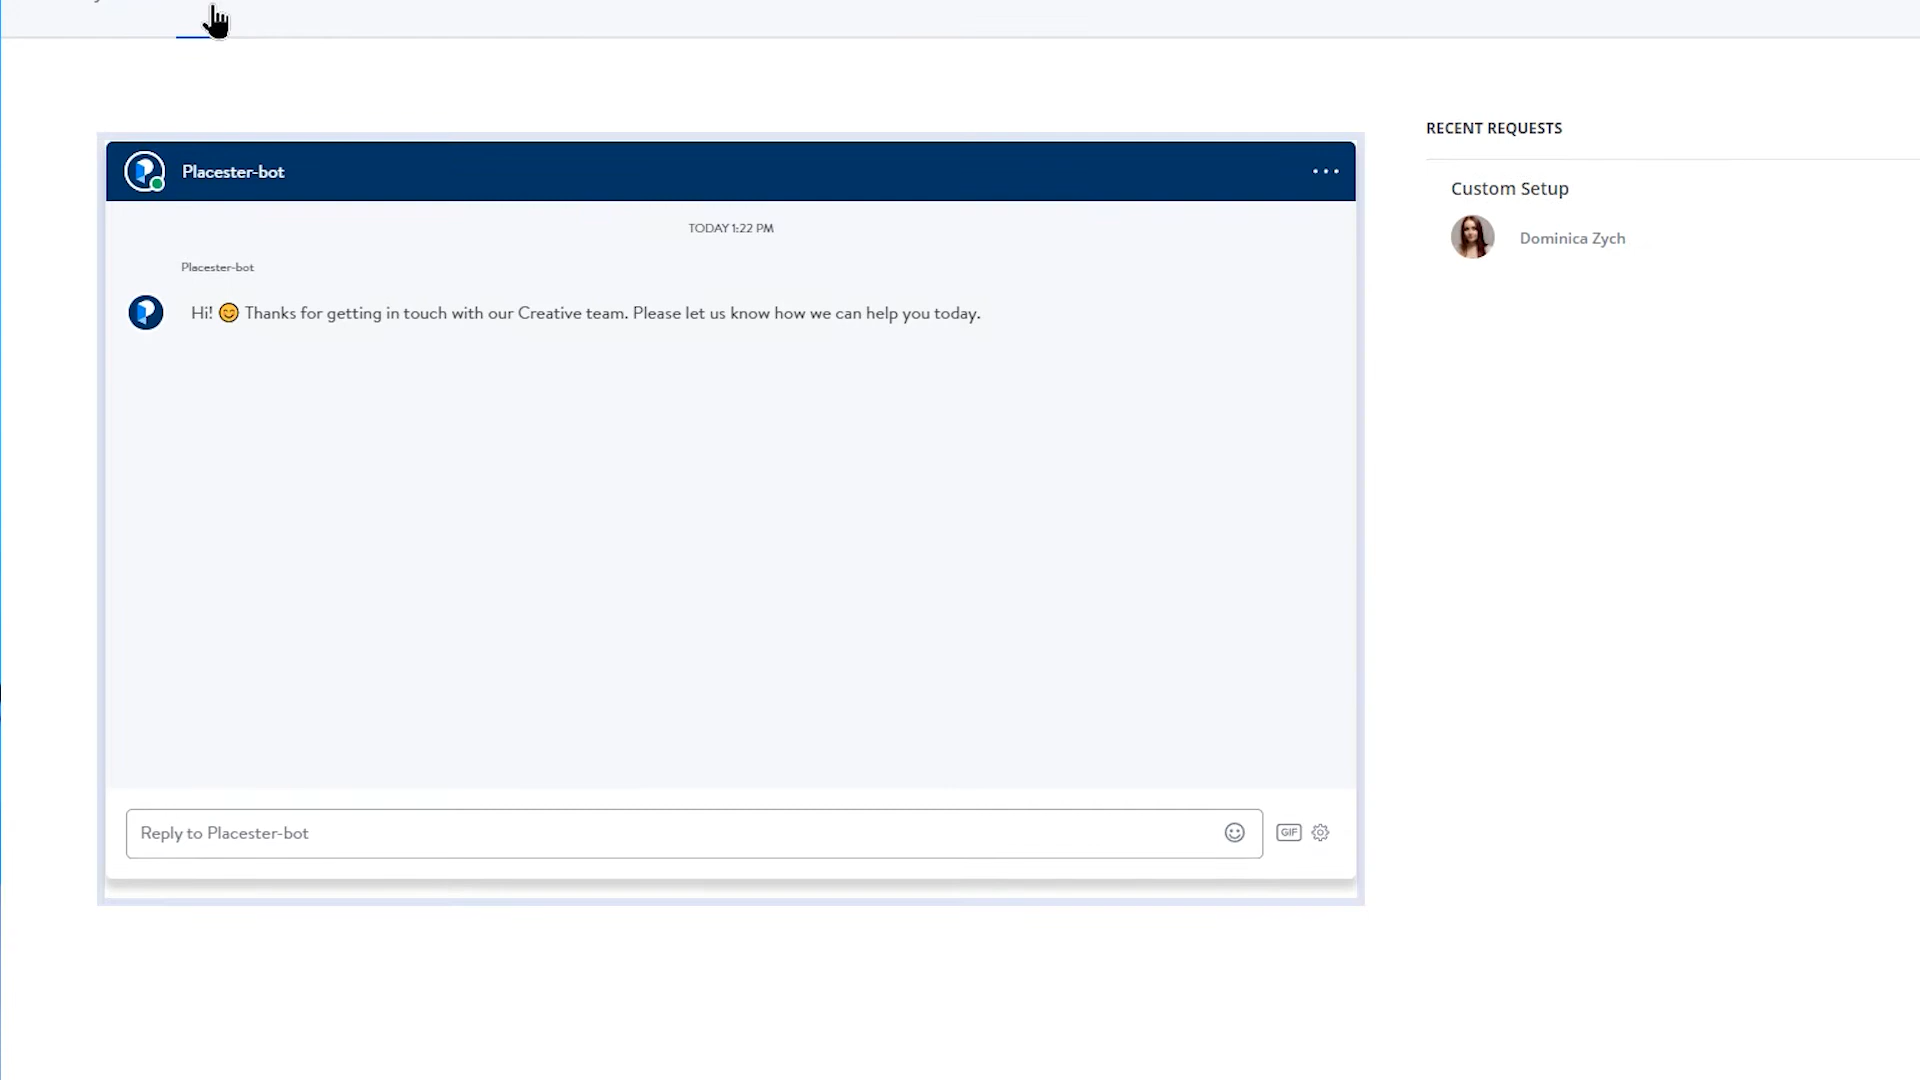 RECENT REQUESTS
Custom Setup
Dominica Zych
Placester-bot
TODAY 1:22 PM
Placester-bot
Hi! 😊 Thanks for getting in touch with our Creative team. Please let us know how we can help you today.
Reply to Placester-bot
GIF